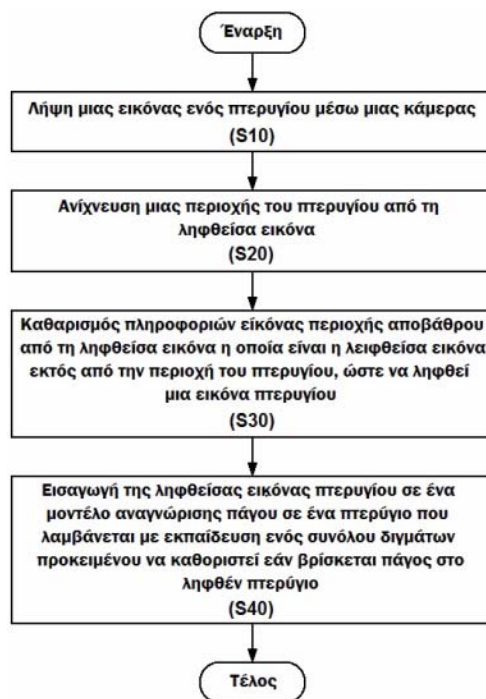 Έναρξη
Λήψη μιας εικόνας ενός πτερυγίου μέσω μιας κάμερας
(S10)
Ανίχνευση μιας περιοχής του πτερυγίου από τη
ληφθείσα εικόνα
(S20)
Καθαρισμός πληροφοριών είκόνας περιοχής αποβάθρου
από τη ληφθείσα εικόνα η οποία είναι η λειφθείσα εικόνα
εκτός από την περιοχή του πτερυγίου, ώστε να ληφθεί
μια εικόνα πτερυγίου
(S30)
Εισαγωγή της ληφθείσας εικόνας πτερυγίου σε ένα
μοντέλο αναγνώρισης πάγου σε ένα πτερύγιο που
λαμβάνεται με εκπαίδευση ενός συνόλου διγμάτων
προκειμένου να καθοριστεί εάν βρίσκεται πάγος στο
ληφθέν πτερύγιο
(S40)
Τέλος